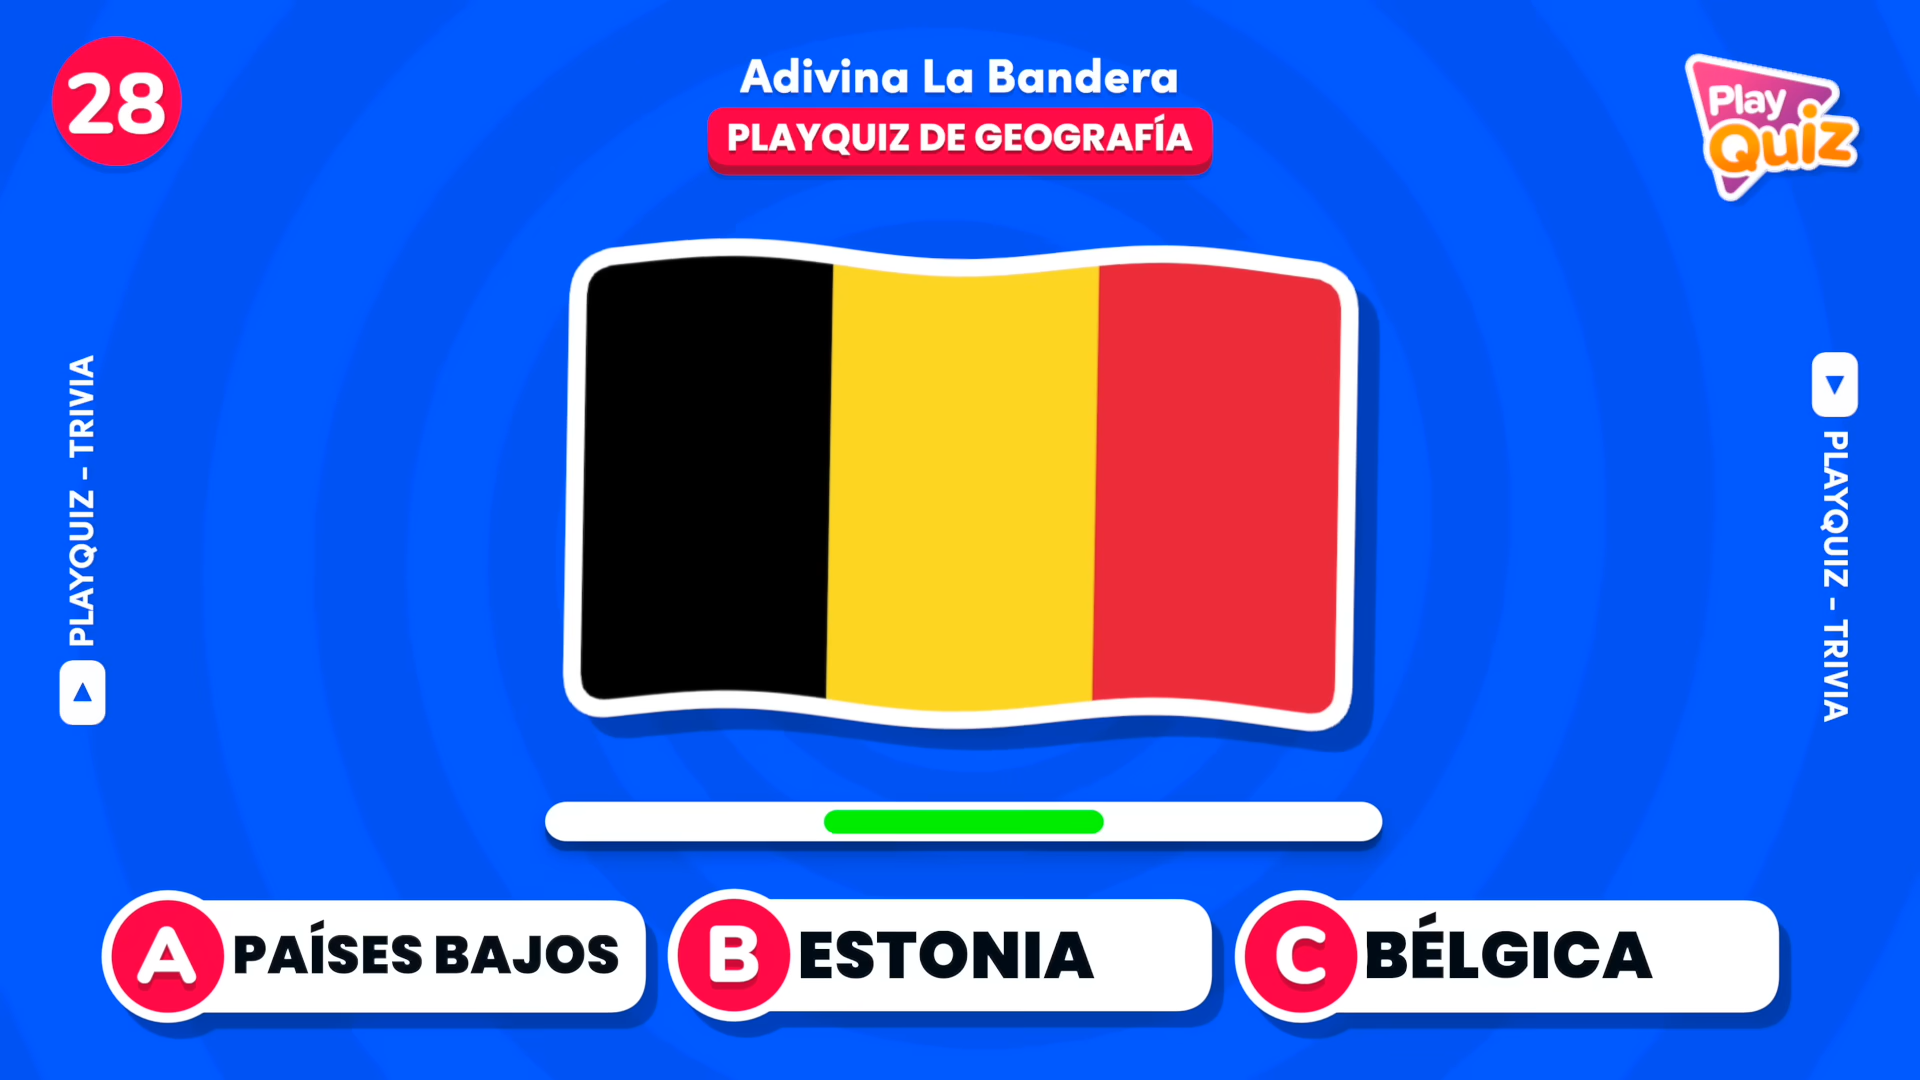 28
Adivina La Bandera
PLAYQUIZ DE GEOGRAFÍA
Play
Quiz
PLAYQUIZ - TRIVIA
PLAYQUIZ - TRIVIA
A PAÍSES BAJOS
B ESTONIA
C BÉLGICA